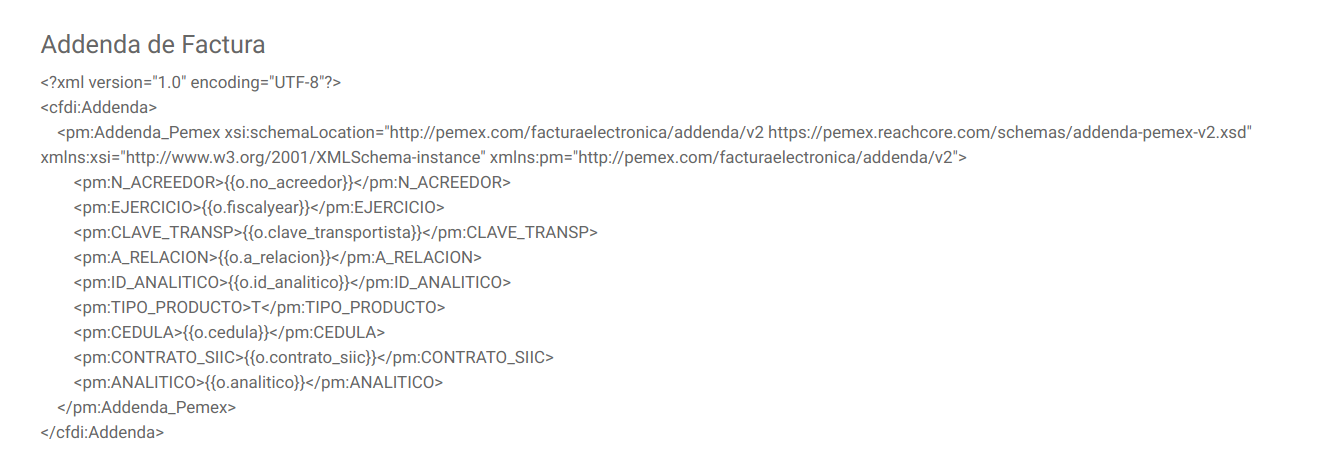 Addenda de Factura
<?xml version="1.0" encoding="UTF-8"?>
<cfdi:Addenda>
<pm:Addenda_Pemex xsi:schemaLocation="http://pemex.com/facturaelectronica/addenda/v2 https://pemex.reachcore.com/schemas/addenda-pemex-v2.xsd"
xmlns:xsi="http://www.w3.org/2001/XMLSchema-instance" xmlns:pm="http://pemex.com/facturaelectronica/addenda/v2">
<pm:N_ACREEDOR>{{o.no_acreedor}}</pm:N_ACREEDOR>
<pm:EJERCICIO>{{o.fiscalyear}}</pm:EJERCICIO>
<pm:CLAVE_TRANSP>{{o.clave_transportista}}</pm:CLAVE_TRANSP>
<pm:A_RELACION>{{o.a_relacion}}</pm:A_RELACION>
<pm:ID_ANALITICO>{{o.id_analitico}}</pm:ID_ANALITICO>
<pm:TIPO_PRODUCTO>T</pm:TIPO_PRODUCTO>
<pm:CEDULA>{{o.cedula}}</pm:CEDULA>
<pm:CONTRATO_SIIC>{{o.contrato_siic}}</pm:CONTRATO_SIIC>
<pm:ANALITICO>{{o.analitico}}</pm:ANALITICO>
</pm:Addenda_Pemex>
</cfdi:Addenda>